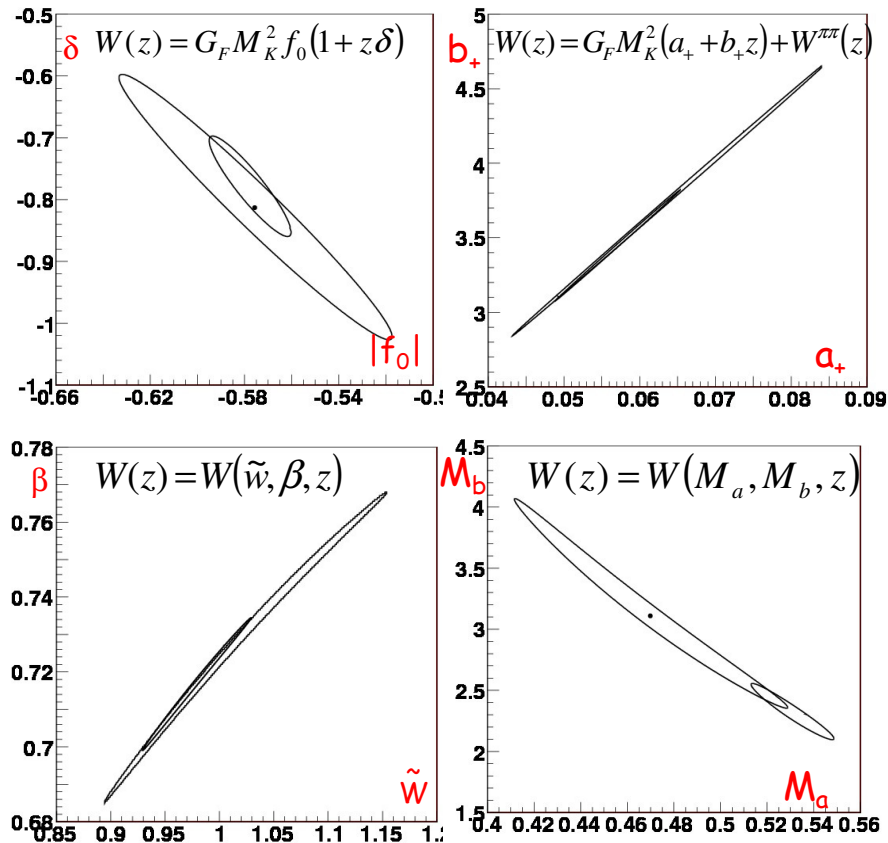 -0.5
δ
W(z) = G_F M_K^2 f_0 (1 + zδ)
-0.6
-0.7
-0.8
-0.9
-1
|f_0|
-1.1
-0.66 -0.62 -0.58 -0.54 -0.5
5
b_+
W(z) = G_F M_K^2 (a_+ + b_+ z) + W^{ππ}(z)
4.5
4
3.5
3
a_+
2.5
0.04 0.05 0.06 0.07 0.08 0.09
0.78
β
W(z) = W(w̃, β, z)
0.76
0.74
0.72
0.7
w̃
0.68
0.85 0.9 0.95 1 1.05 1.1 1.15 1.2
4.5
M_b
W(z) = W(M_a, M_b, z)
4
3.5
3
2.5
2
M_a
1.5
0.4 0.42 0.44 0.46 0.48 0.5 0.52 0.54 0.56